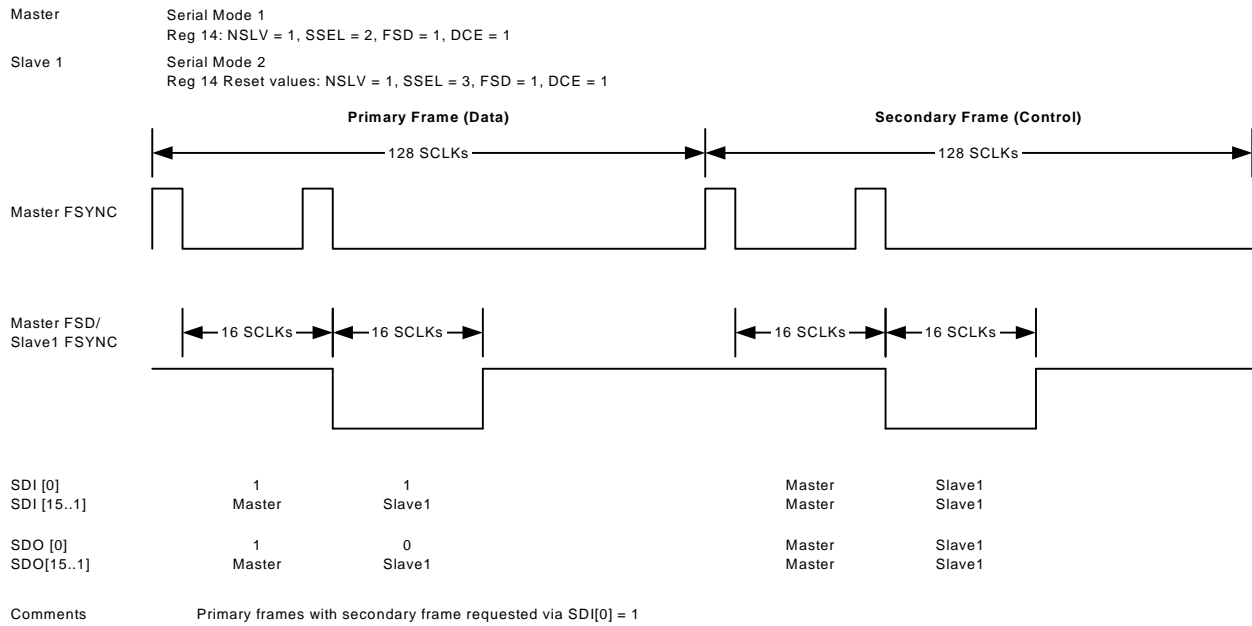 Master Serial Mode 1
Reg 14: NSLV = 1, SSEL = 2, FSD = 1, DCE = 1
Slave 1 Serial Mode 2
Reg 14 Reset values: NSLV = 1, SSEL = 3, FSD = 1, DCE = 1
Primary Frame (Data) Secondary Frame (Control)
128 SCLKs 128 SCLKs
Master FSYNC
Master FSD/
Slave1 FSYNC
16 SCLKs 16 SCLKs 16 SCLKs 16 SCLKs
SDI [0] 1 1 Master Slave1
SDI [15..1] Master Slave1 Master Slave1
SDO [0] 1 0 Master Slave1
SDO[15..1] Master Slave1 Master Slave1
Comments Primary frames with secondary frame requested via SDI[0] = 1